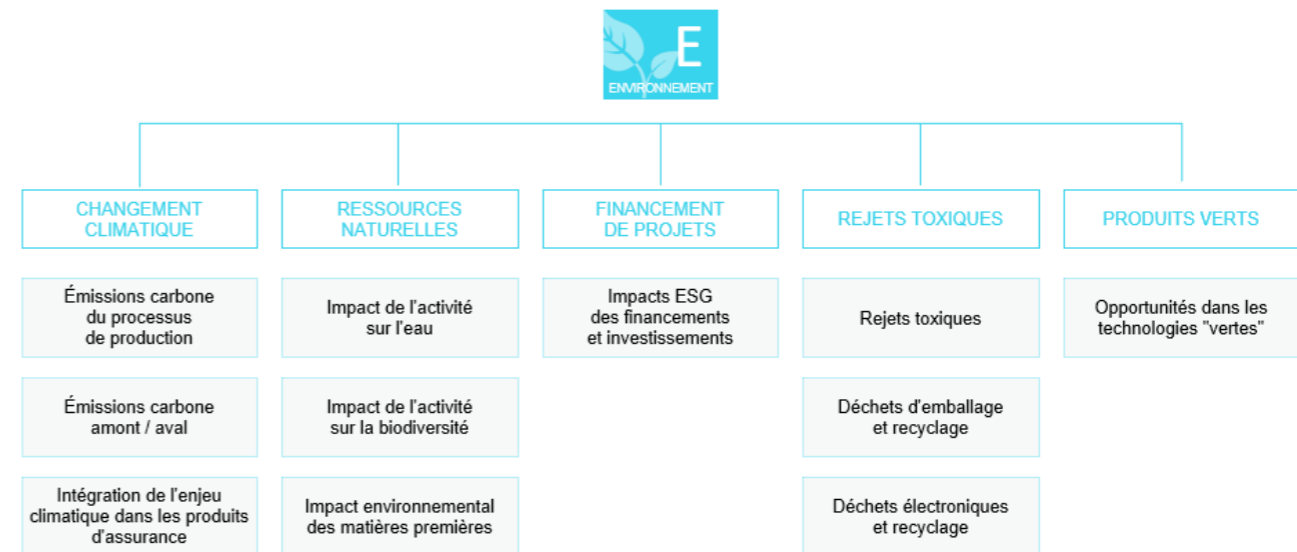 E
ENVIRONNEMENT
CHANGEMENT
CLIMATIQUE
RESSOURCES
NATURELLES
FINANCEMENT
DE PROJETS
REJETS TOXIQUES
PRODUITS VERTS
Émissions carbone
du processus
de production
Impact de l'activité
sur l'eau
Impacts ESG
des financements
et investissements
Rejets toxiques
Opportunités dans les
technologies "vertes"
Émissions carbone
amont / aval
Impact de l'activité
sur la biodiversité
Déchets d'emballage
et recyclage
Intégration de l'enjeu
climatique dans les produits
d'assurance
Impact environnemental
des matières premières
Déchets électroniques
et recyclage